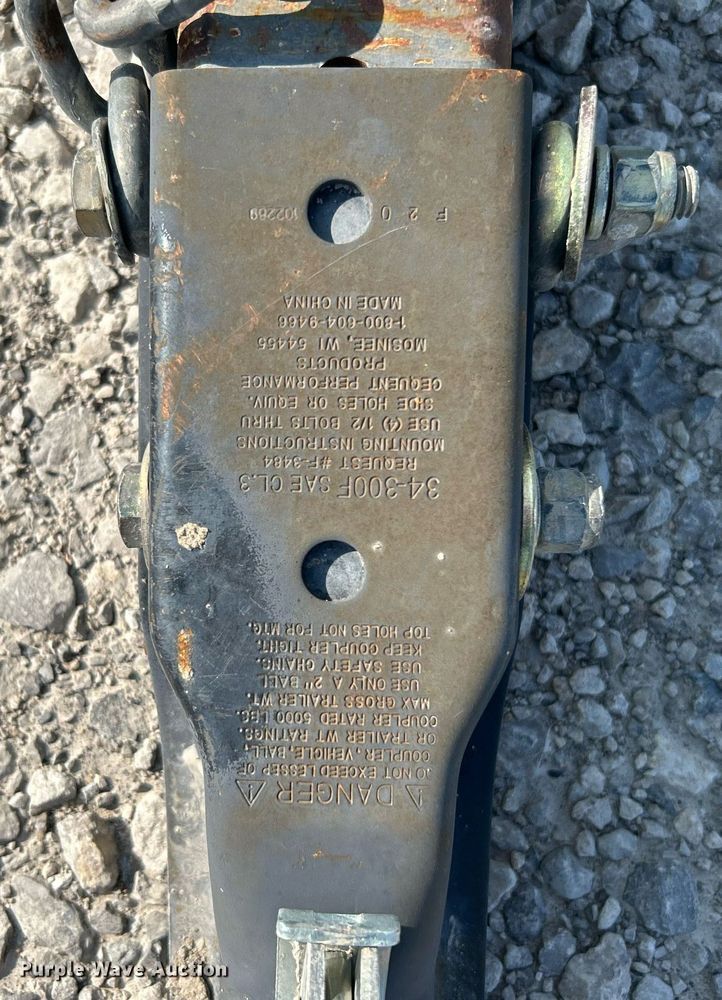 ⚠ DANGER ⚠
.O NOT EXCEED LESSER OF
COUPLER, VEHICLE, BALL,
OR TRAILER WT RATINGS.
COUPLER RATED 5000 LBS.
MAX GROSS TRAILER WT.
USE ONLY A 2" BALL
USE SAFETY CHAINS.
KEEP COUPLER TIGHT.
TOP HOLES NOT FOR MTG.
34-300F SAE CL.3
REQUEST #F-3484
MOUNTING INSTRUCTIONS
USE (4) 1/2 BOLTS THRU
SIDE HOLES OR EQUIV.
CEQUENT PERFORMANCE
PRODUCTS
MOSINEE, WI 54455
1-800-604-9466
MADE IN CHINA
F 2 0 102289
Purple Wave Auction